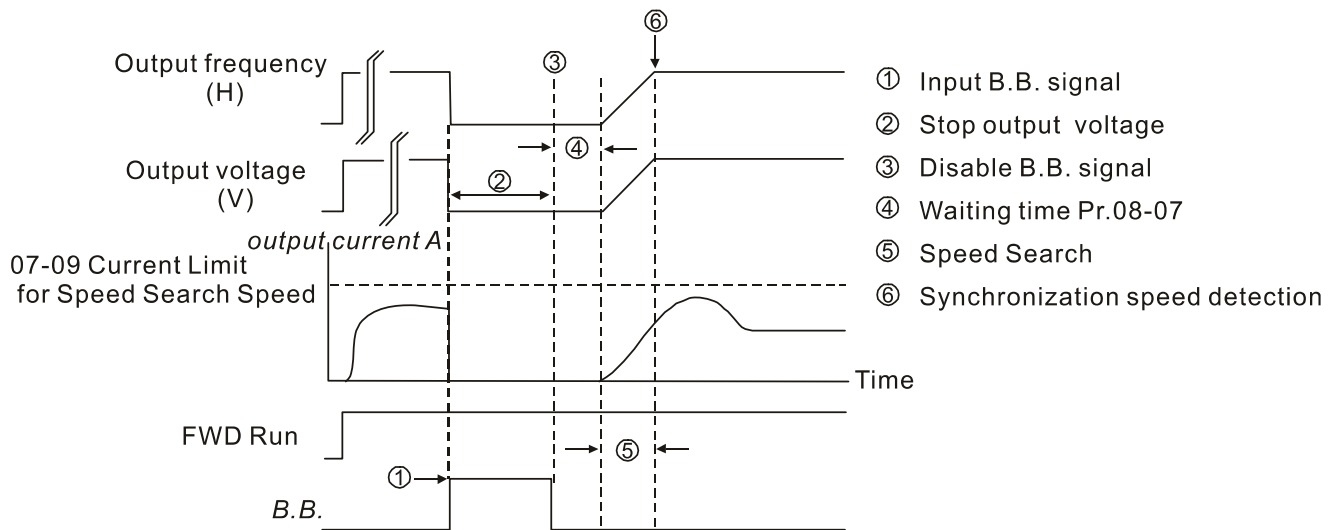 ⑥
Output frequency
(H)
③
④
Output voltage
(V)
②
output current A
07-09 Current Limit
for Speed Search Speed
Time
FWD Run
⑤
①
B.B.
① Input B.B. signal
② Stop output voltage
③ Disable B.B. signal
④ Waiting time Pr.08-07
⑤ Speed Search
⑥ Synchronization speed detection